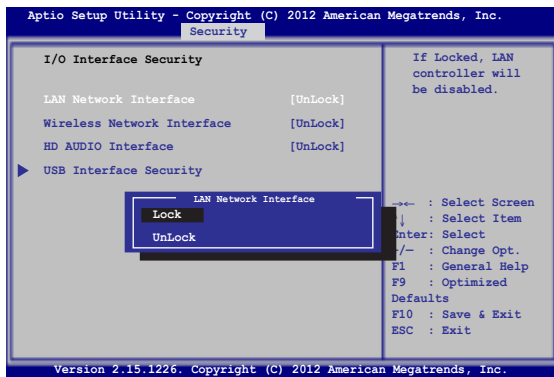 Aptio Setup Utility - Copyright (C) 2012 American Megatrends, Inc.
Security
I/O Interface Security
LAN Network Interface [UnLock]
Wireless Network Interface [UnLock]
HD AUDIO Interface [UnLock]
USB Interface Security
If Locked, LAN
controller will
be disabled.
LAN Network Interface
Lock
UnLock
→← : Select Screen
↓ : Select Item
Enter: Select
/— : Change Opt.
F1 : General Help
F9 : Optimized
Defaults
F10 : Save & Exit
ESC : Exit
Version 2.15.1226. Copyright (C) 2012 American Megatrends, Inc.